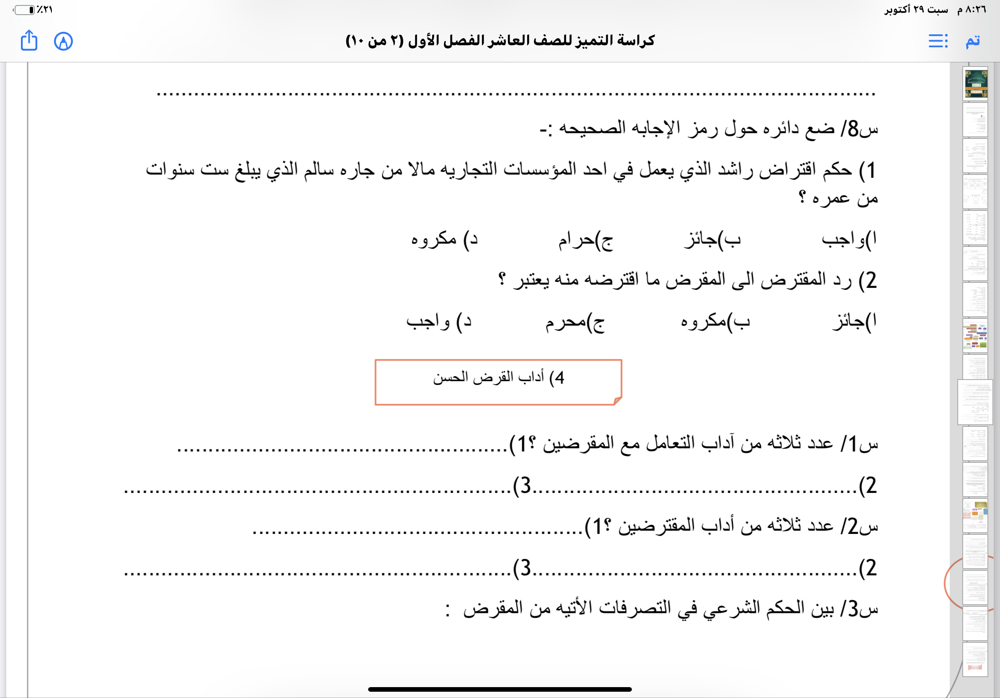 ٨:٢٦ م سبت ٢٩ أكتوبر
٪٢١
تم
كراسة التميز للصف العاشر الفصل الأول (٢ من ١٠)
................................................................................................................
س8/ ضع دائره حول رمز الإجابه الصحيحه :-
1) حكم اقتراض راشد الذي يعمل في احد المؤسسات التجاريه مالا من جاره سالم الذي يبلغ ست سنوات
من عمره ؟
ا)واجب ب)جائز ج)حرام د) مكروه
2) رد المقترض الى المقرض ما اقترضه منه يعتبر ؟
ا)جائز ب)مكروه ج)محرم د) واجب
4) أداب القرض الحسن
س1/ عدد ثلاثه من آداب التعامل مع المقرضين ؟1)....................................................
2)....................................................3)..............................................................
س2/ عدد ثلاثه من أداب المقترضين ؟1).....................................................
2)....................................................3)..............................................................
س3/ بين الحكم الشرعي في التصرفات الأتيه من المقرض :